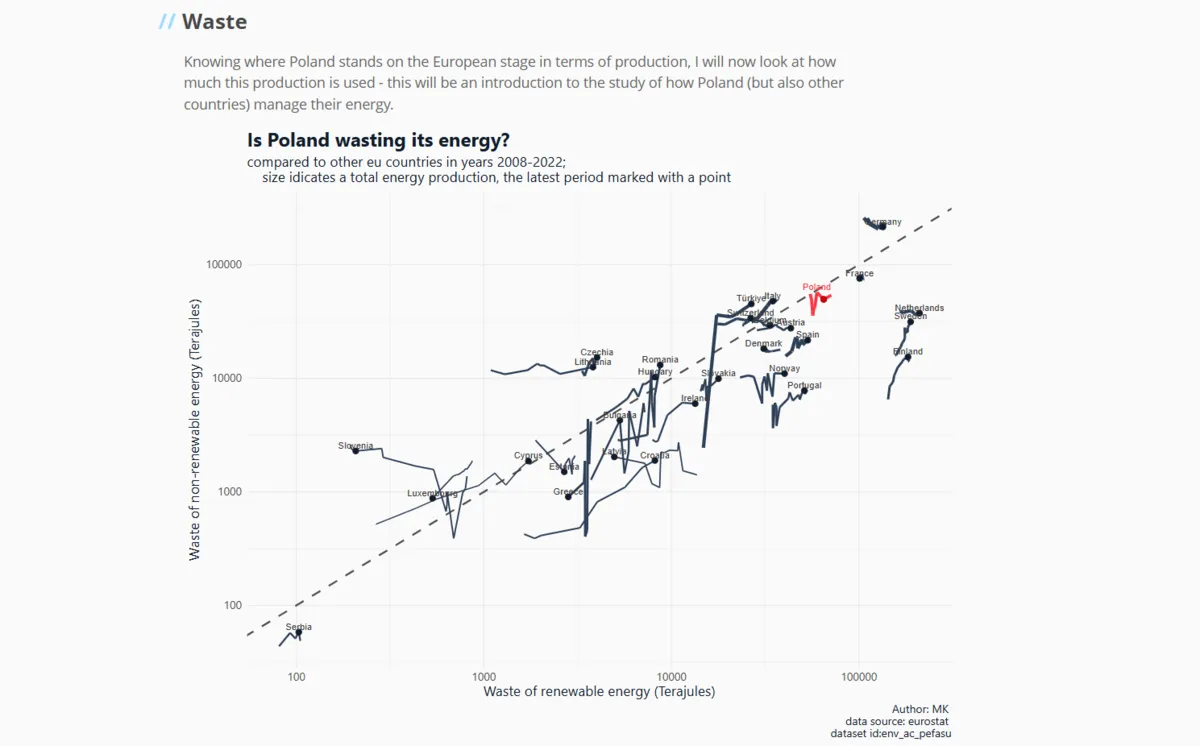 // Waste
Knowing where Poland stands on the European stage in terms of production, I will now look at how
much this production is used - this will be an introduction to the study of how Poland (but also other
countries) manage their energy.
Is Poland wasting its energy?
compared to other eu countries in years 2008-2022;
size idicates a total energy production, the latest period marked with a point
Waste of non-renewable energy (Terajules)
100000
10000
1000
100
Germany
France
Poland
Türkiye
Italy
Netherlands
Sweden
Switzerland
Belgium
Austria
Spain
Denmark
Finland
Czechia
Lithuania
Romania
Hungary
Slovakia
Norway
Portugal
Ireland
Bulgaria
Slovenia
Cyprus
Latvia
Croatia
Estonia
Greece
Luxembourg
Serbia
100
1000
10000
100000
Waste of renewable energy (Terajules)
Author: MK
data source: eurostat
dataset id:env_ac_pefasu